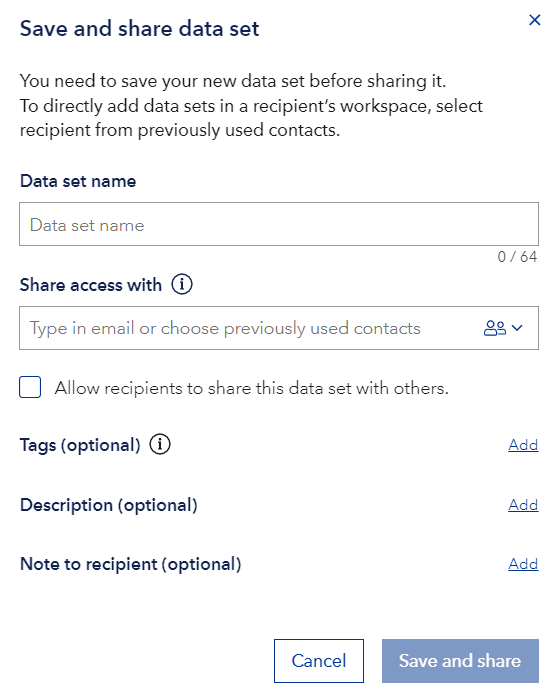 Save and share data set
You need to save your new data set before sharing it.
To directly add data sets in a recipient's workspace, select
recipient from previously used contacts.
Data set name
Data set name
0 / 64
Share access with
Type in email or choose previously used contacts
Allow recipients to share this data set with others.
Tags (optional) Add
Description (optional) Add
Note to recipient (optional) Add
Cancel Save and share